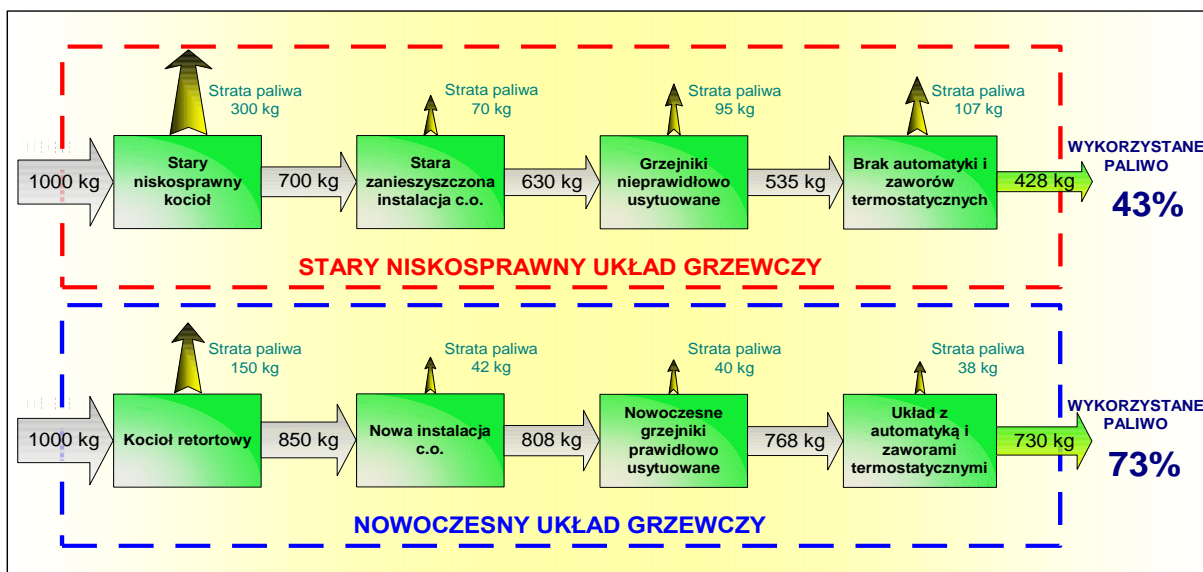 Strata paliwa
300 kg
Strata paliwa
70 kg
Strata paliwa
95 kg
Strata paliwa
107 kg
1000 kg
Stary
niskosprawny
kocioł
700 kg
Stara
zanieszyszczona
instalacja c.o.
630 kg
Grzejniki
nieprawidłowo
usytuowane
535 kg
Brak automatyki i
zaworów
termostatycznych
428 kg
WYKORZYSTANE
PALIWO
43%
STARY NISKOSPRAWNY UKŁAD GRZEWCZY
Strata paliwa
150 kg
Strata paliwa
42 kg
Strata paliwa
40 kg
Strata paliwa
38 kg
1000 kg
Kocioł retortowy
850 kg
Nowa instalacja
c.o.
808 kg
Nowoczesne
grzejniki
prawidłowo
usytuowane
768 kg
Układ z
automatyką i
zaworami
termostatycznymi
730 kg
WYKORZYSTANE
PALIWO
73%
NOWOCZESNY UKŁAD GRZEWCZY